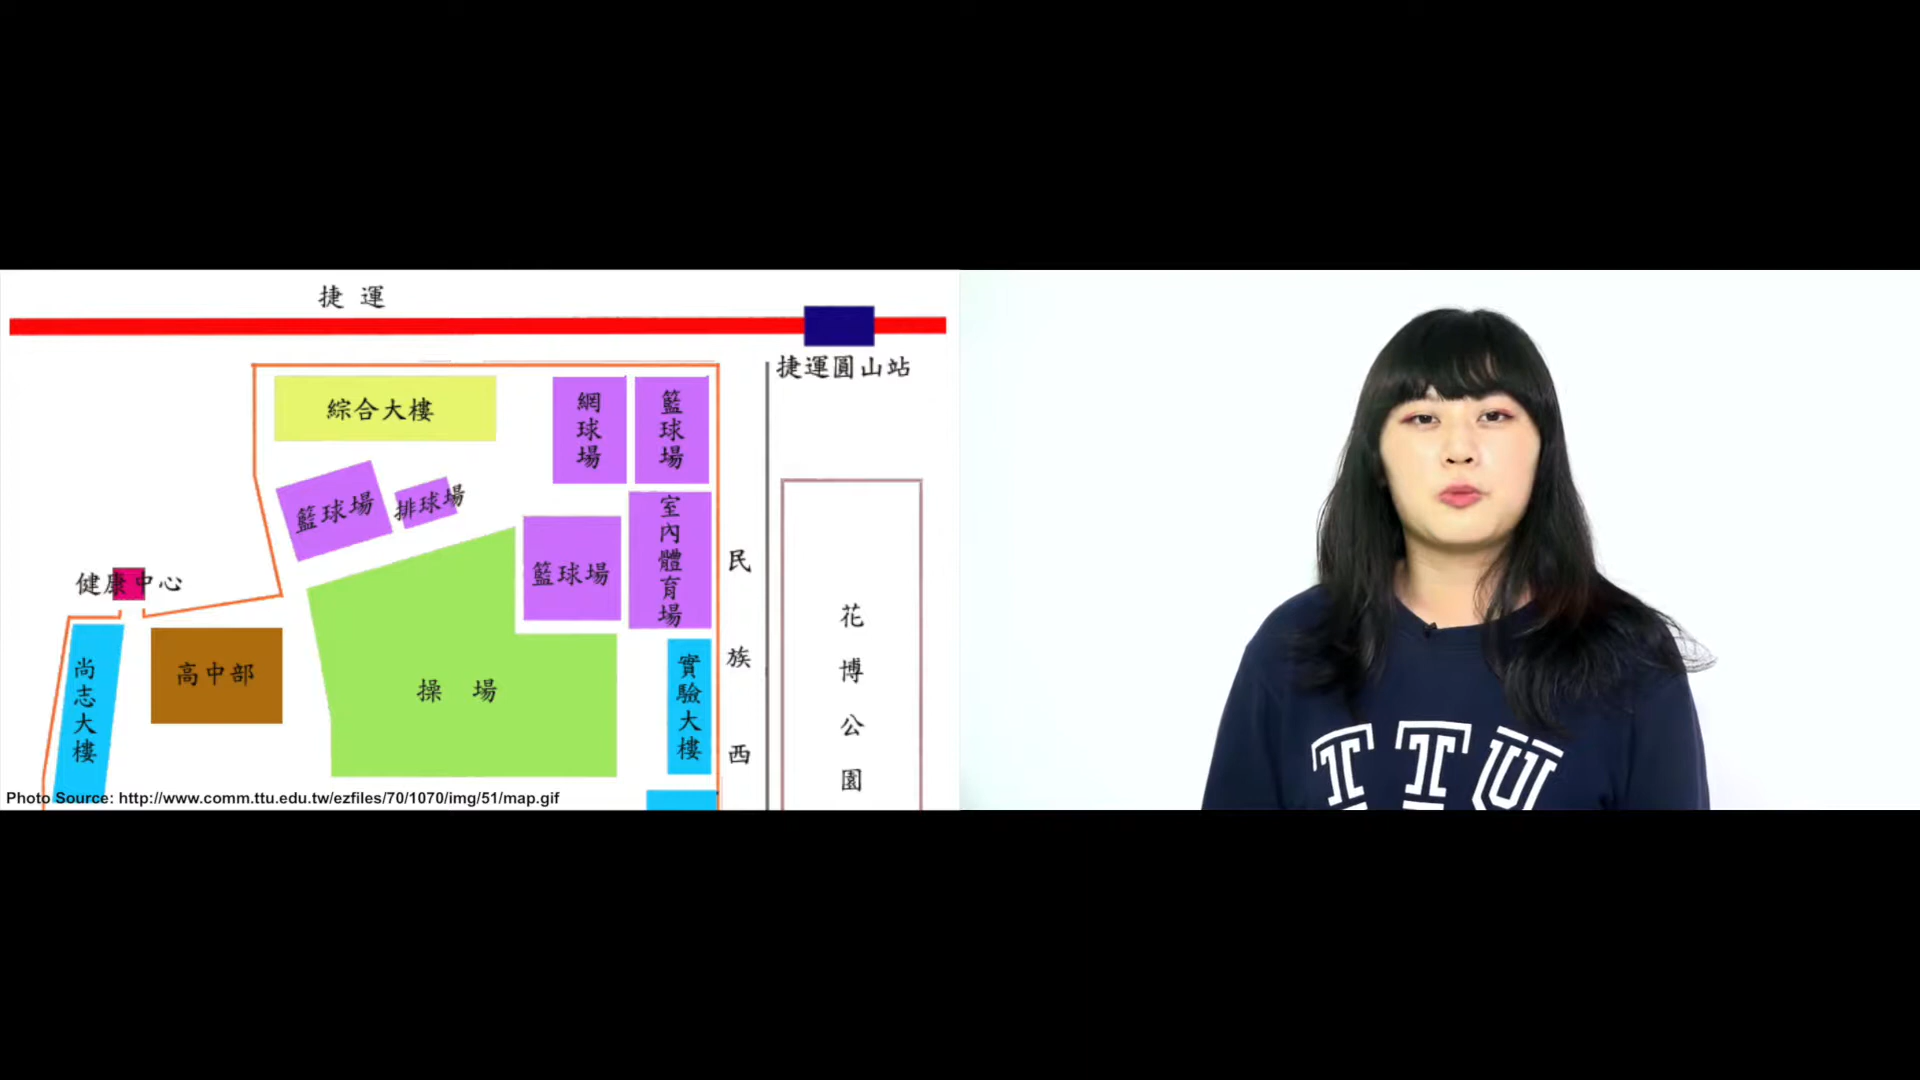 捷 運
捷運圓山站
綜合大樓
網球場
籃球場
籃球場
排球場
室內體育場
籃球場
健康中心
尚志大樓
高中部
操 場
實驗大樓
民族西
花博公園
Photo Source: http://www.comm.ttu.edu.tw/ezfiles/70/1070/img/51/map.gif
TTU